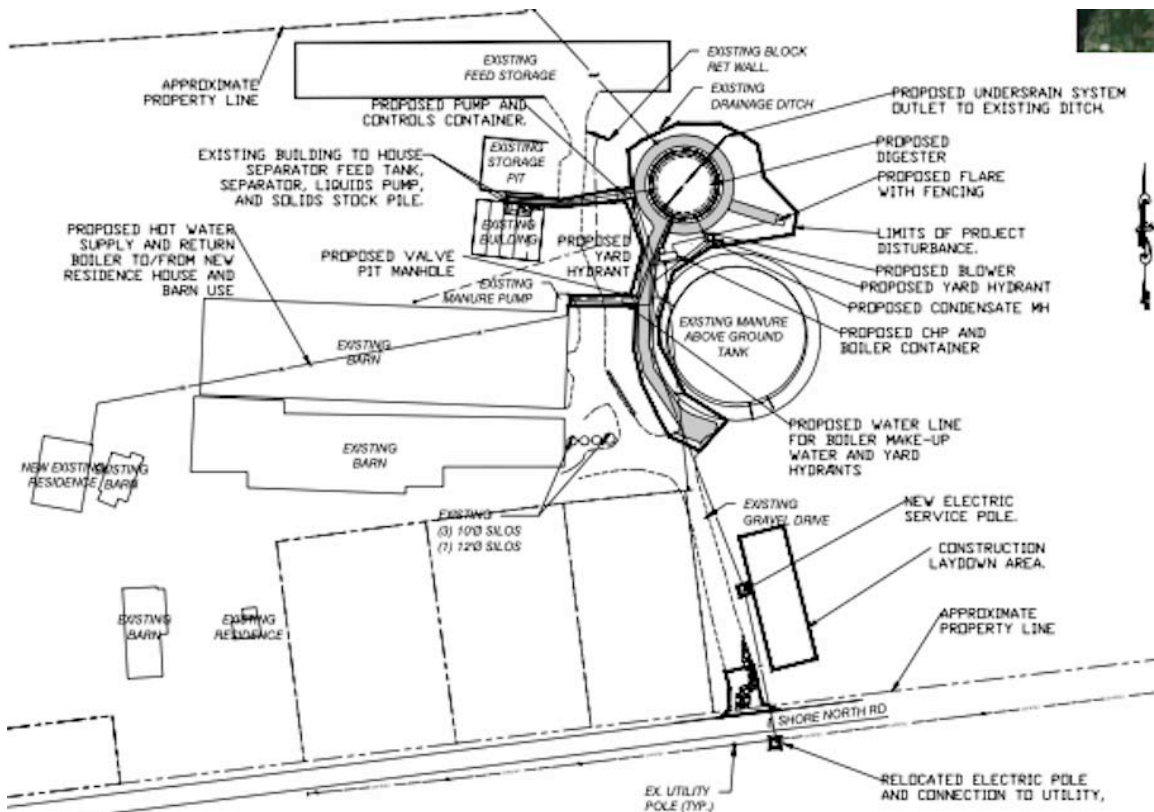 EXISTING
FEED STORAGE
EXISTING BLOCK
RET WALL.
APPROXIMATE
PROPERTY LINE
EXISTING
DRAINAGE DITCH
PROPOSED UNDERSRAIN SYSTEM
OUTLET TO EXISTING DITCH.
PROPOSED PUMP AND
CONTROLS CONTAINER.
PROPOSED
DIGESTER
EXISTING
STORAGE
PIT
EXISTING BUILDING TO HOUSE
SEPARATOR FEED TANK,
SEPARATOR, LIQUIDS PUMP,
AND SOLIDS STOCK PILE.
PROPOSED FLARE
WITH FENCING
EXISTING
BUILDING
PROPOSED HOT WATER
SUPPLY AND RETURN
BOILER TO/FROM NEW
RESIDENCE HOUSE AND
BARN USE
PROPOSED
YARD
HYDRANT
LIMITS OF PROJECT
DISTURBANCE.
PROPOSED VALVE
PIT MANHOLE
PROPOSED BLOWER
PROPOSED YARD HYDRANT
PROPOSED CONDENSATE MH
EXISTING
MANURE PUMP
EXISTING MANURE
ABOVE GROUND
TANK
PROPOSED CHP AND
BOILER CONTAINER
EXISTING
BARN
PROPOSED WATER LINE
FOR BOILER MAKE-UP
WATER AND YARD
HYDRANTS
EXISTING
BARN
NEW EXISTING
RESIDENCE
EXISTING
BARN
EXISTING
(3) 10'Ø SILOS
(1) 12'Ø SILOS
EXISTING
GRAVEL DRIVE
NEW ELECTRIC
SERVICE POLE.
CONSTRUCTION
LAYDOWN AREA.
EXISTING
BARN
EXISTING
RESIDENCE
APPROXIMATE
PROPERTY LINE
SHORE NORTH RD
EX. UTILITY
POLE (TYP.)
RELOCATED ELECTRIC POLE
AND CONNECTION TO UTILITY,